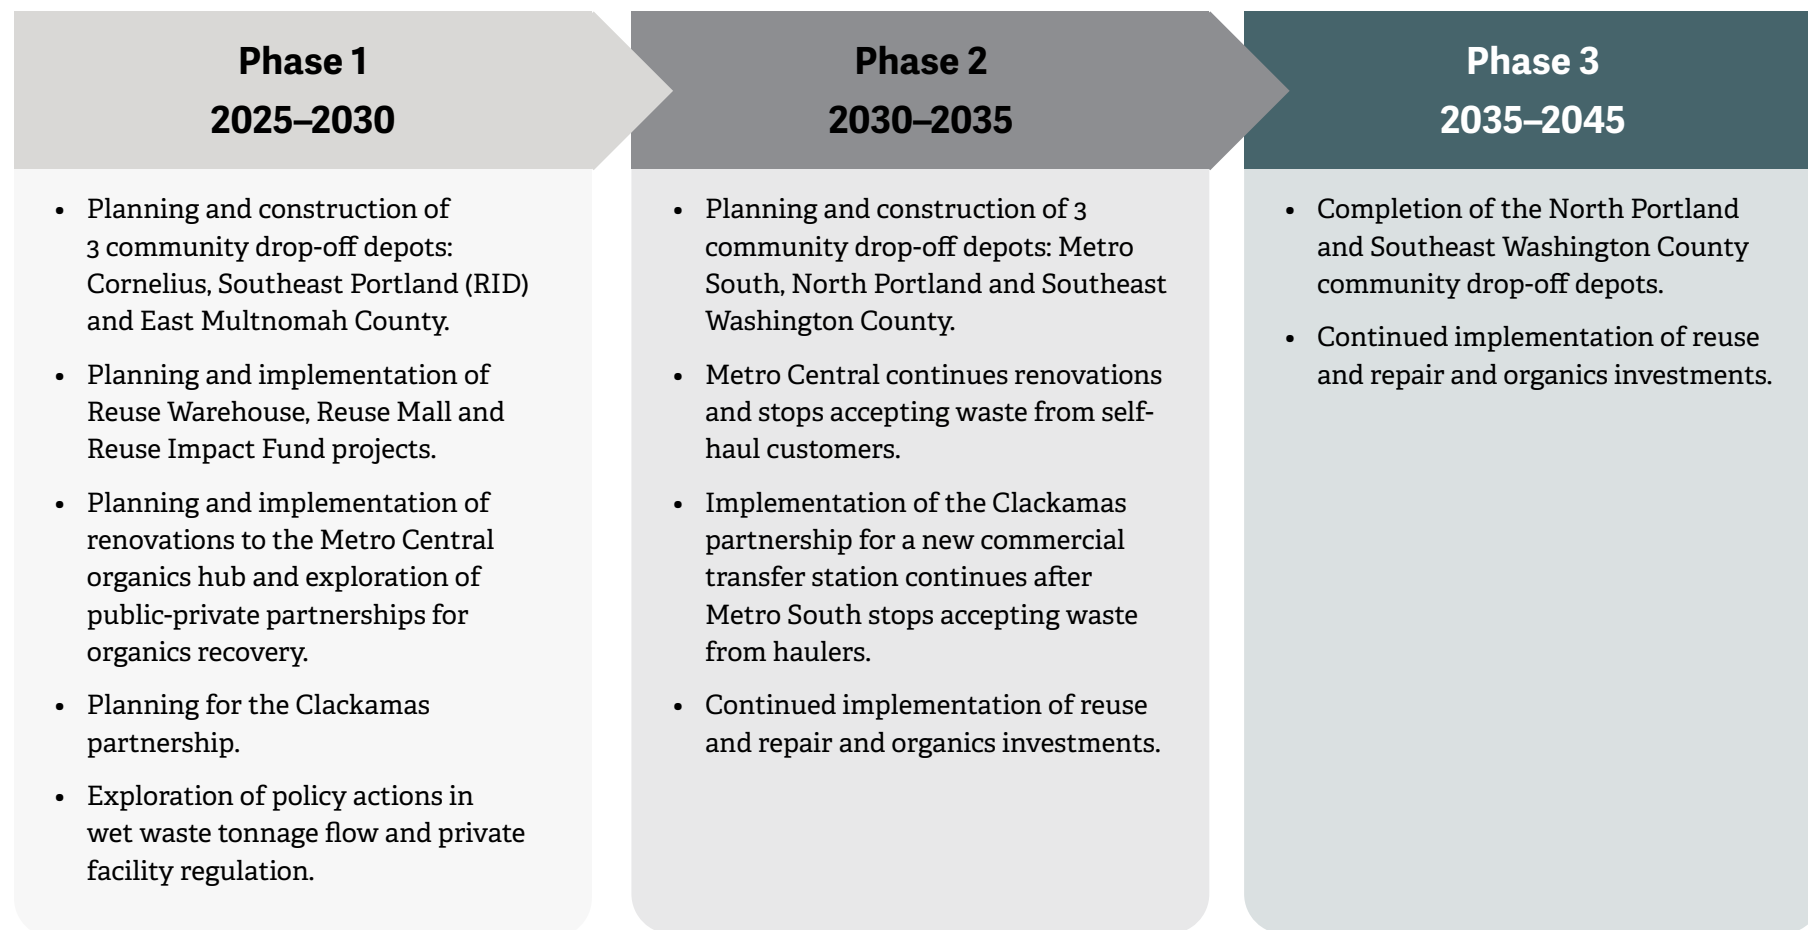 Phase 1
2025–2030
• Planning and construction of
3 community drop-off depots:
Cornelius, Southeast Portland (RID)
and East Multnomah County.
• Planning and implementation of
Reuse Warehouse, Reuse Mall and
Reuse Impact Fund projects.
• Planning and implementation of
renovations to the Metro Central
organics hub and exploration of
public-private partnerships for
organics recovery.
• Planning for the Clackamas
partnership.
• Exploration of policy actions in
wet waste tonnage flow and private
facility regulation.
Phase 2
2030–2035
• Planning and construction of 3
community drop-off depots: Metro
South, North Portland and Southeast
Washington County.
• Metro Central continues renovations
and stops accepting waste from self-
haul customers.
• Implementation of the Clackamas
partnership for a new commercial
transfer station continues after
Metro South stops accepting waste
from haulers.
• Continued implementation of reuse
and repair and organics investments.
Phase 3
2035–2045
• Completion of the North Portland
and Southeast Washington County
community drop-off depots.
• Continued implementation of reuse
and repair and organics investments.